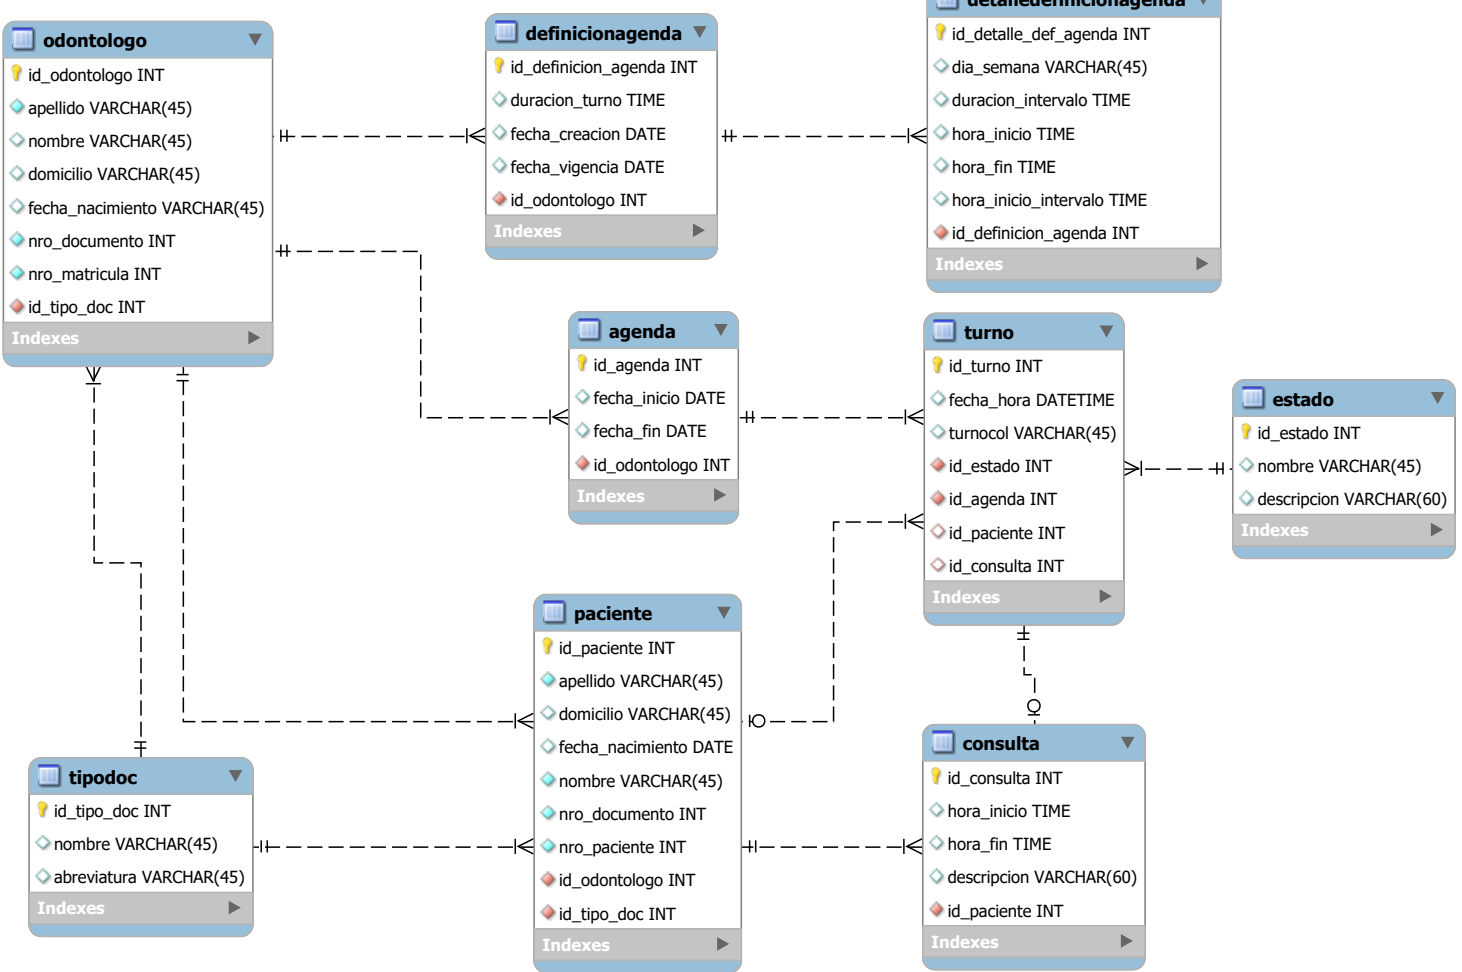 odontologo
id_odontologo INT
apellido VARCHAR(45)
nombre VARCHAR(45)
domicilio VARCHAR(45)
fecha_nacimiento VARCHAR(45)
nro_documento INT
nro_matricula INT
id_tipo_doc INT
Indexes
definicionagenda
id_definicion_agenda INT
duracion_turno TIME
fecha_creacion DATE
fecha_vigencia DATE
id_odontologo INT
Indexes
detalledefinicionagenda
id_detalle_def_agenda INT
dia_semana VARCHAR(45)
duracion_intervalo TIME
hora_inicio TIME
hora_fin TIME
hora_inicio_intervalo TIME
id_definicion_agenda INT
Indexes
agenda
id_agenda INT
fecha_inicio DATE
fecha_fin DATE
id_odontologo INT
Indexes
turno
id_turno INT
fecha_hora DATETIME
turnocol VARCHAR(45)
id_estado INT
id_agenda INT
id_paciente INT
id_consulta INT
Indexes
estado
id_estado INT
nombre VARCHAR(45)
descripcion VARCHAR(60)
Indexes
paciente
id_paciente INT
apellido VARCHAR(45)
domicilio VARCHAR(45)
fecha_nacimiento DATE
nombre VARCHAR(45)
nro_documento INT
nro_paciente INT
id_odontologo INT
id_tipo_doc INT
Indexes
tipodoc
id_tipo_doc INT
nombre VARCHAR(45)
abreviatura VARCHAR(45)
Indexes
consulta
id_consulta INT
hora_inicio TIME
hora_fin TIME
descripcion VARCHAR(60)
id_paciente INT
Indexes